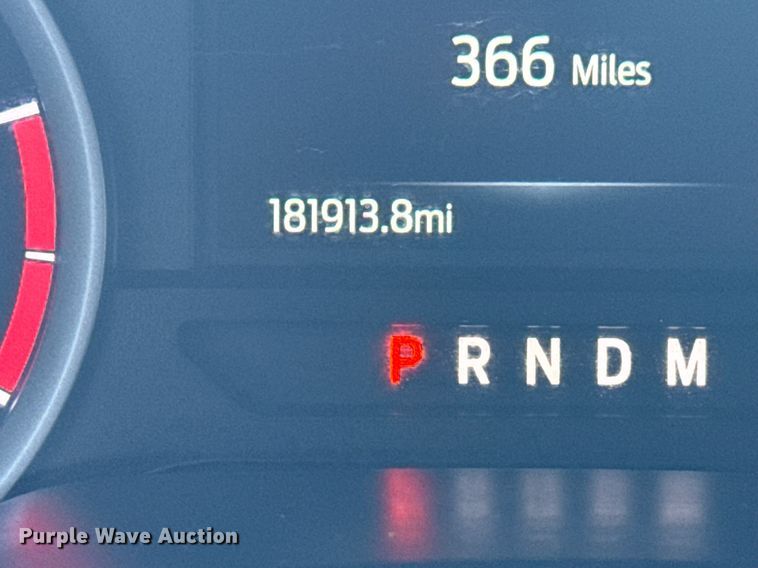 366 Miles
181913.8mi
P R N D M
Purple Wave Auction